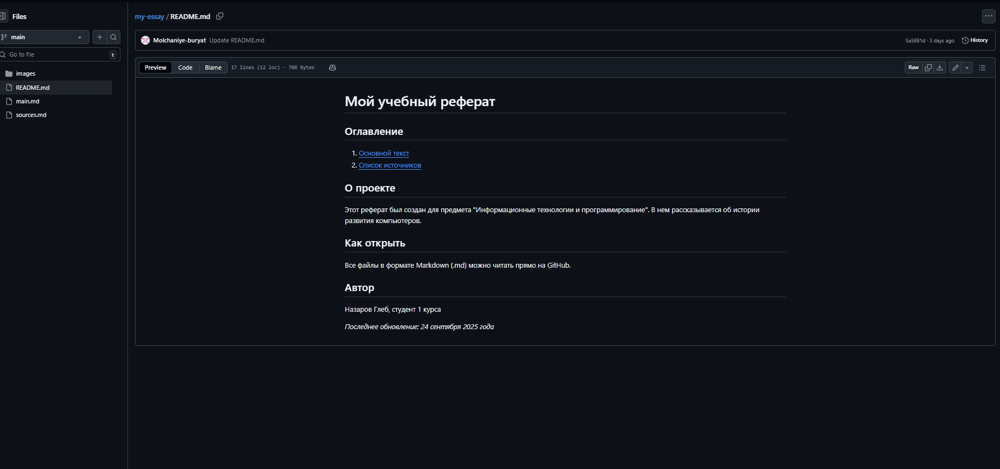 Files
my-essay / README.md
main
Molchaniye-buryat Update README.md
5a5991d · 3 days ago
History
Go to file
t
Preview Code Blame 17 lines (12 loc) · 708 Bytes
Raw
images
README.md
main.md
sources.md
Мой учебный реферат
Оглавление
1. Основной текст
2. Список источников
О проекте
Этот реферат был создан для предмета "Информационные технологии и программирование". В нем рассказывается об истории
развития компьютеров.
Как открыть
Все файлы в формате Markdown (.md) можно читать прямо на GitHub.
Автор
Назаров Глеб, студент 1 курса
Последнее обновление: 24 сентября 2025 года